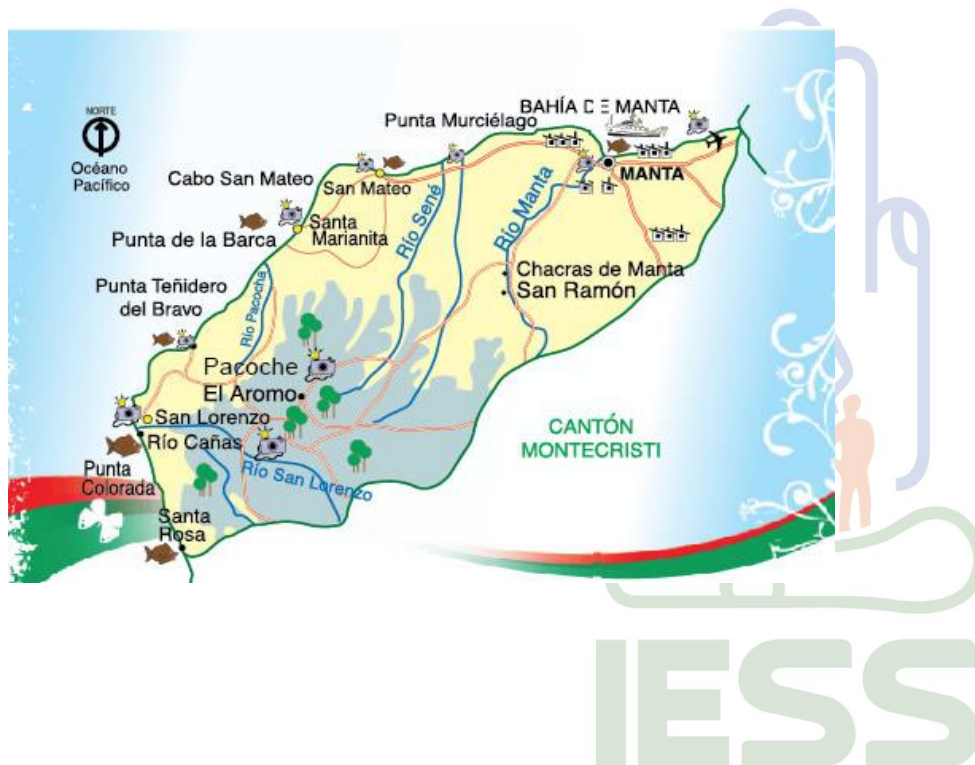 NORTE
Océano
Pacífico
BAHÍA DE MANTA
Punta Murciélago
MANTA
Cabo San Mateo
San Mateo
Santa
Marianita
Punta de la Barca
Río Sené
Río Manta
Chacras de Manta
San Ramón
Punta Teñidero
del Bravo
Río Pacocha
Pacoche
El Aromo
San Lorenzo
Río Cañas
CANTÓN
MONTECRISTI
Punta
Colorada
Río San Lorenzo
Santa
Rosa
IESS